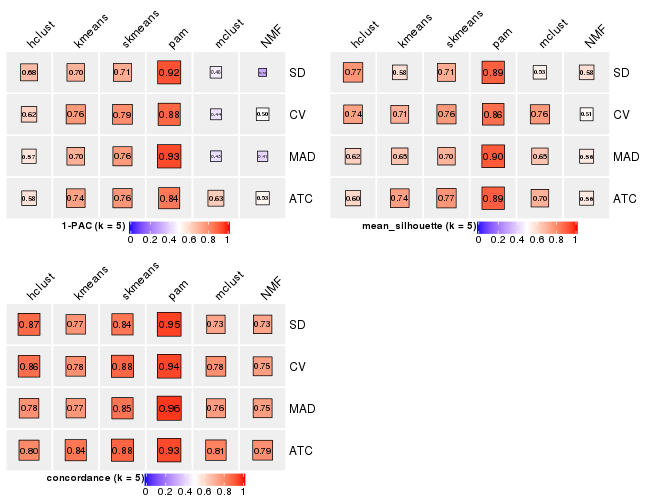 hclust kmeans skmeans pam mclust NMF
0.68 0.70 0.71 0.92 0.46 SD
0.62 0.76 0.79 0.88 0.44 0.50 CV
0.57 0.70 0.76 0.93 0.43 MAD
0.58 0.74 0.76 0.84 0.63 0.53 ATC
1-PAC (k = 5)
0 0.2 0.4 0.6 0.8 1
hclust kmeans skmeans pam mclust NMF
0.77 0.58 0.71 0.89 0.53 0.58 SD
0.74 0.71 0.76 0.86 0.76 0.51 CV
0.62 0.65 0.70 0.90 0.65 0.56 MAD
0.60 0.74 0.77 0.89 0.70 0.56 ATC
mean_silhouette (k = 5)
0 0.2 0.4 0.6 0.8 1
hclust kmeans skmeans pam mclust NMF
0.87 0.77 0.84 0.95 0.73 0.73 SD
0.86 0.78 0.88 0.94 0.78 0.75 CV
0.78 0.77 0.85 0.96 0.76 0.75 MAD
0.80 0.84 0.88 0.93 0.81 0.79 ATC
concordance (k = 5)
0 0.2 0.4 0.6 0.8 1